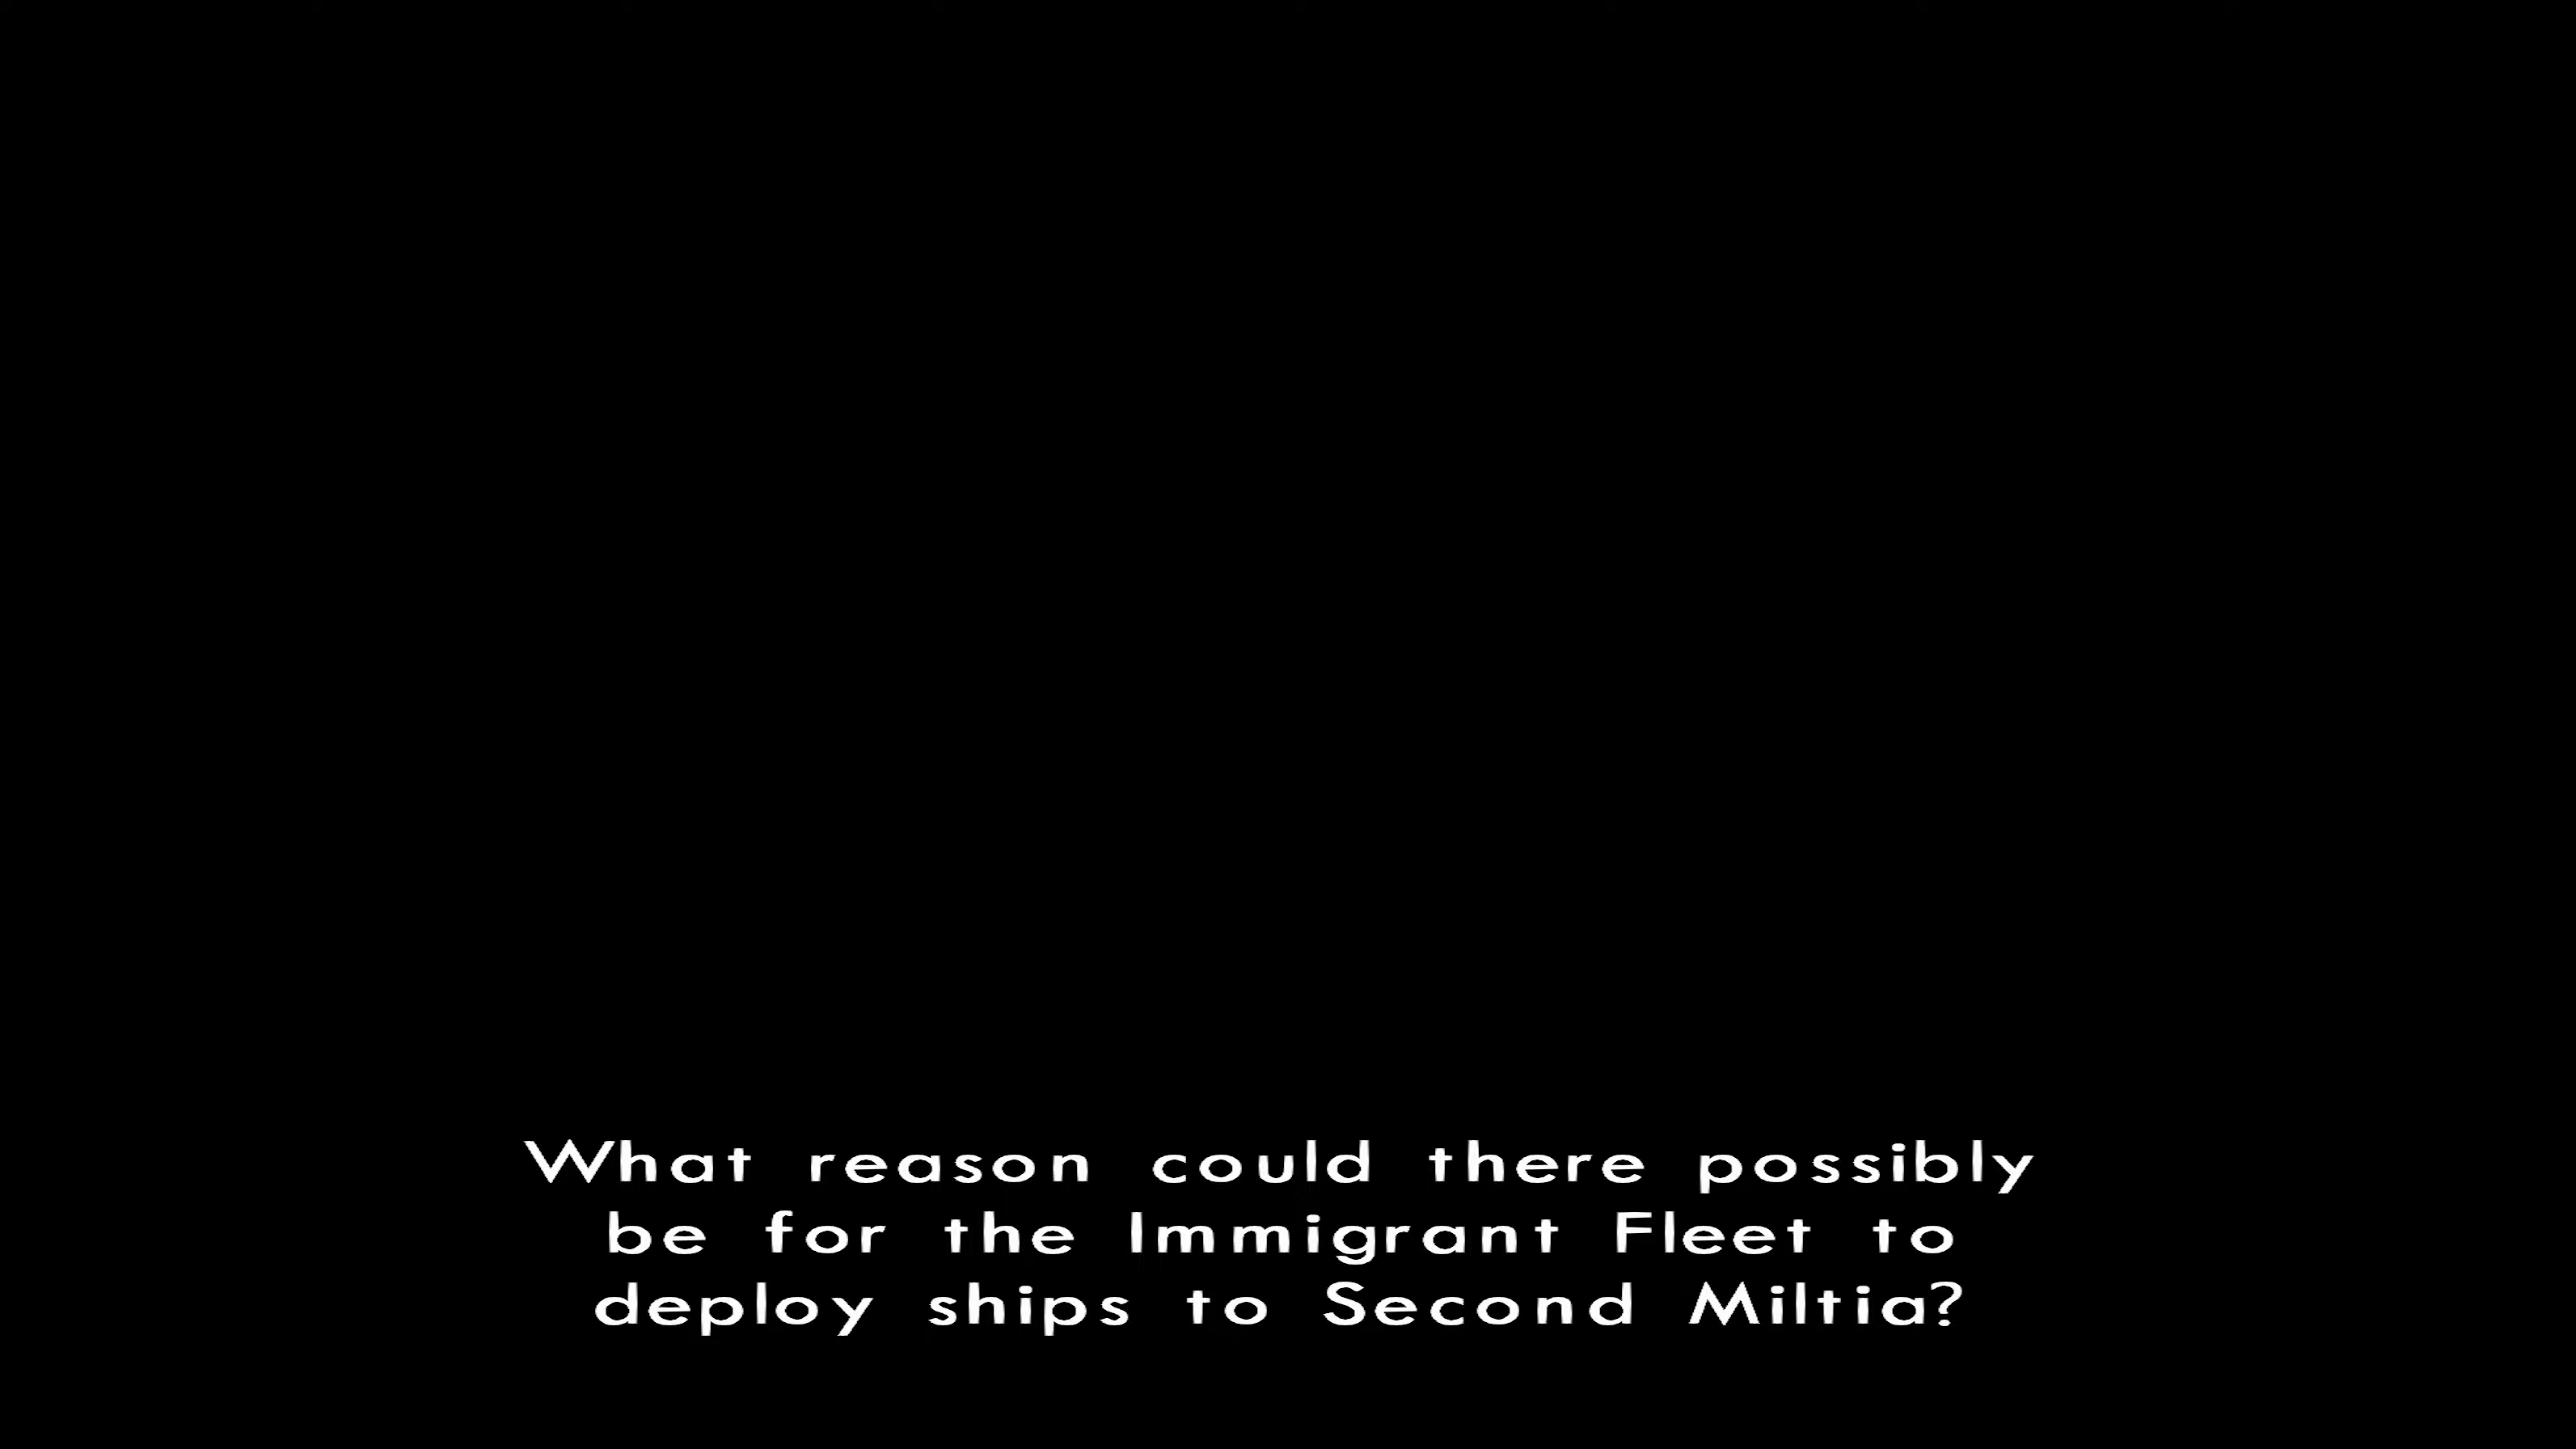 What reason could there possibly
be for the Immigrant Fleet to
deploy ships to Second Miltia?